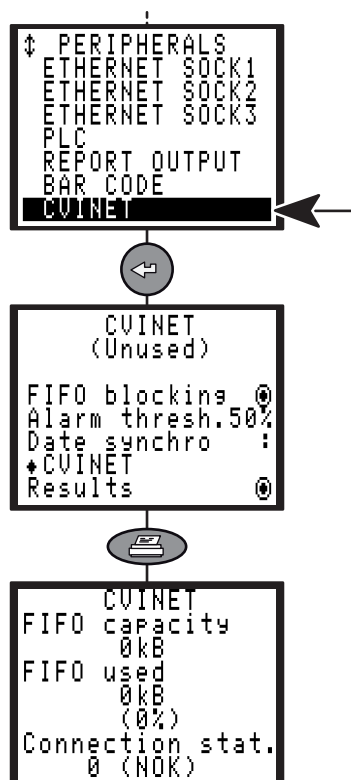 PERIPHERALS
ETHERNET SOCK1
ETHERNET SOCK2
ETHERNET SOCK3
PLC
REPORT OUTPUT
BAR CODE
CVINET
CVINET
(Unused)
FIFO blocking
Alarm thresh.50%
Date synchro :
CVINET
Results
CVINET
FIFO capacity
0kB
FIFO used
0kB
(0%)
Connection stat.
0 (NOK)